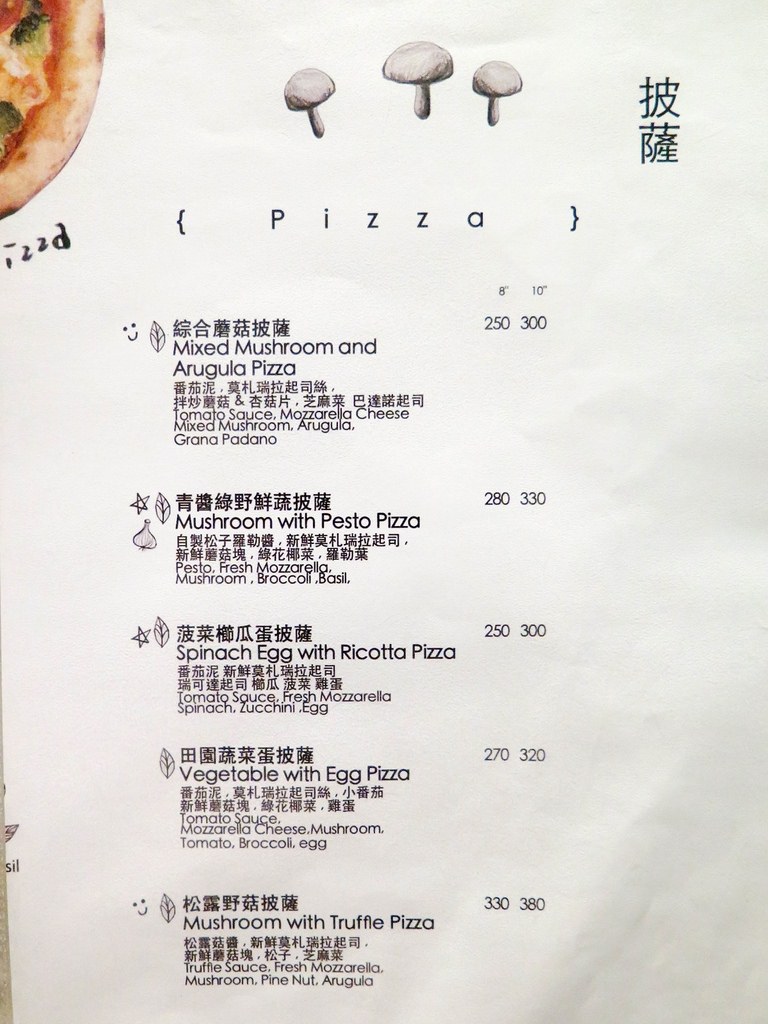 披薩
{ Pizza }
izza
8" 10"
綜合蘑菇披薩 250 300
Mixed Mushroom and
Arugula Pizza
番茄泥,莫札瑞拉起司絲,
拌炒蘑菇 & 杏菇片,芝麻菜 巴達諾起司
Tomato Sauce, Mozzarella Cheese
Mixed Mushroom, Arugula,
Grana Padano
青醬綠野鮮蔬披薩 280 330
Mushroom with Pesto Pizza
自製松子羅勒醬,新鮮莫札瑞拉起司,
新鮮蘑菇塊,綠花椰菜,羅勒葉
Pesto, Fresh Mozzarella,
Mushroom , Broccoli ,Basil,
菠菜櫛瓜蛋披薩 250 300
Spinach Egg with Ricotta Pizza
番茄泥 新鮮莫札瑞拉起司
瑞可達起司 櫛瓜 菠菜 雞蛋
Tomato Sauce, Fresh Mozzarella
Spinach, Zucchini ,Egg
田園蔬菜蛋披薩 270 320
Vegetable with Egg Pizza
番茄泥,莫札瑞拉起司絲,小番茄
新鮮蘑菇塊,綠花椰菜,雞蛋
Tomato Sauce,
Mozzarella Cheese,Mushroom,
Tomato, Broccoli, egg
sil
松露野菇披薩 330 380
Mushroom with Truffle Pizza
松露菇醬,新鮮莫札瑞拉起司,
新鮮蘑菇塊,松子,芝麻菜
Truffle Sauce, Fresh Mozzarella,
Mushroom, Pine Nut, Arugula